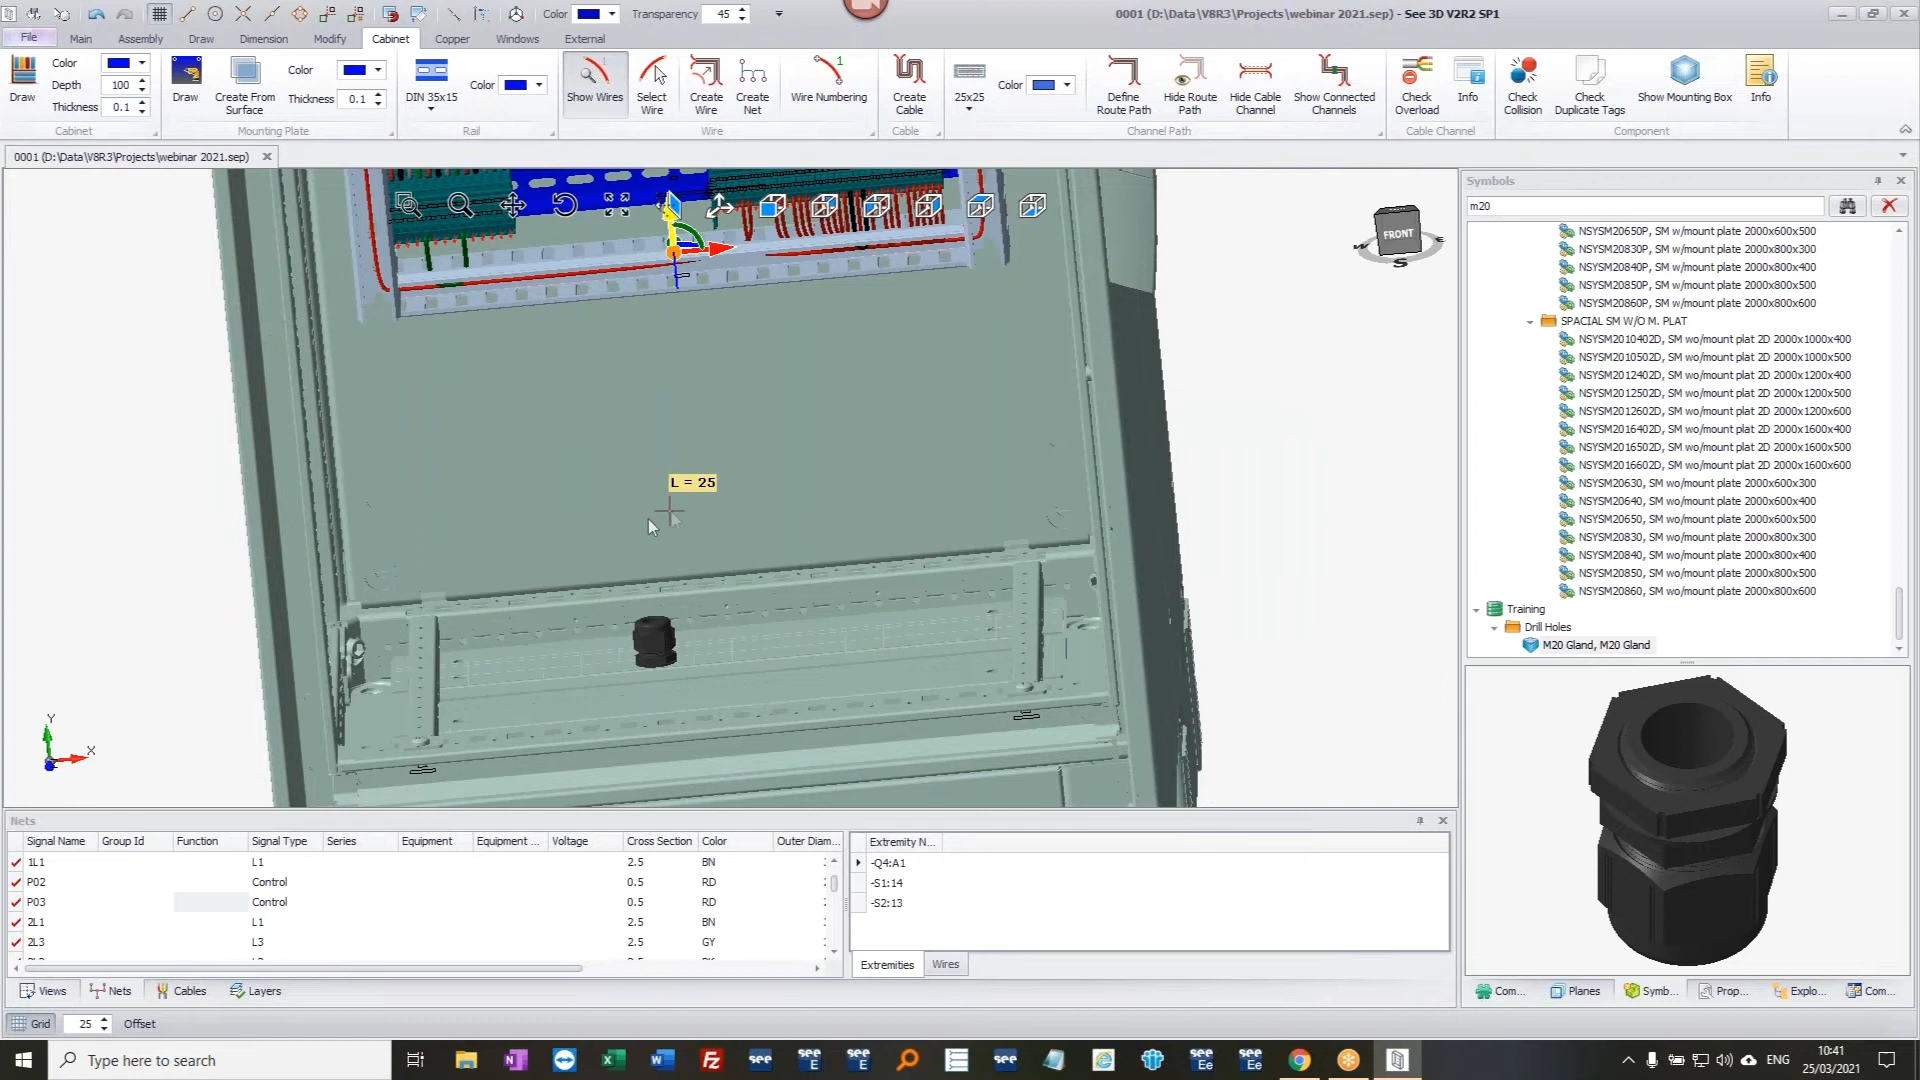 Color
Transparency 45
0001 (D:\Data\V8R3\Projects\webinar 2021.sep) - See 3D V2R2 SP1
File Main Assembly Draw Dimension Modify Cabinet Copper Windows External
Draw
Color
Depth 100
Thickness 0.1
Cabinet
Draw
Create From Surface
Color
Thickness 0.1
Mounting Plate
DIN 35x15
Color
Rail
Show Wires
Select Wire
Create Wire
Create Net
Wire Numbering 1
Wire
Create Cable
Cable
25x25
Color
Define Route Path
Hide Route Path
Hide Cable Channel
Show Connected Channels
Channel Path
Check Overload
Info
Cable Channel
Check Collision
Check Duplicate Tags
Show Mounting Box
Info
Component
0001 (D:\Data\V8R3\Projects\webinar 2021.sep)
FRONT
W
E
S
L = 25
Y
X
Symbols
m20
NSYSM20650P, SM w/mount plate 2000x600x500
NSYSM20830P, SM w/mount plate 2000x800x300
NSYSM20840P, SM w/mount plate 2000x800x400
NSYSM20850P, SM w/mount plate 2000x800x500
NSYSM20860P, SM w/mount plate 2000x800x600
SPACIAL SM W/O M. PLAT
NSYSM2010402D, SM wo/mount plat 2D 2000x1000x400
NSYSM2010502D, SM wo/mount plat 2D 2000x1000x500
NSYSM2012402D, SM wo/mount plat 2D 2000x1200x400
NSYSM2012502D, SM wo/mount plat 2D 2000x1200x500
NSYSM2012602D, SM wo/mount plat 2D 2000x1200x600
NSYSM2016402D, SM wo/mount plat 2D 2000x1600x400
NSYSM2016502D, SM wo/mount plat 2D 2000x1600x500
NSYSM2016602D, SM wo/mount plat 2D 2000x1600x600
NSYSM20630, SM wo/mount plate 2000x600x300
NSYSM20640, SM wo/mount plate 2000x600x400
NSYSM20650, SM wo/mount plate 2000x600x500
NSYSM20830, SM wo/mount plate 2000x800x300
NSYSM20840, SM wo/mount plate 2000x800x400
NSYSM20850, SM wo/mount plate 2000x800x500
NSYSM20860, SM wo/mount plate 2000x800x600
Training
Drill Holes
M20 Gland, M20 Gland
Com... Planes Symb... Prop... Explo... Com...
Nets
Signal Name Group Id Function Signal Type Series Equipment Equipment ... Voltage Cross Section Color Outer Diam...
1L1 L1 2.5 BN
P02 Control 0.5 RD
P03 Control 0.5 RD
2L1 L1 2.5 BN
2L3 L3 2.5 GY
Extremity N...
-Q4:A1
-S1:14
-S2:13
Extremities Wires
Views Nets Cables Layers
Grid 25 Offset
Type here to search
ENG
10:41
25/03/2021